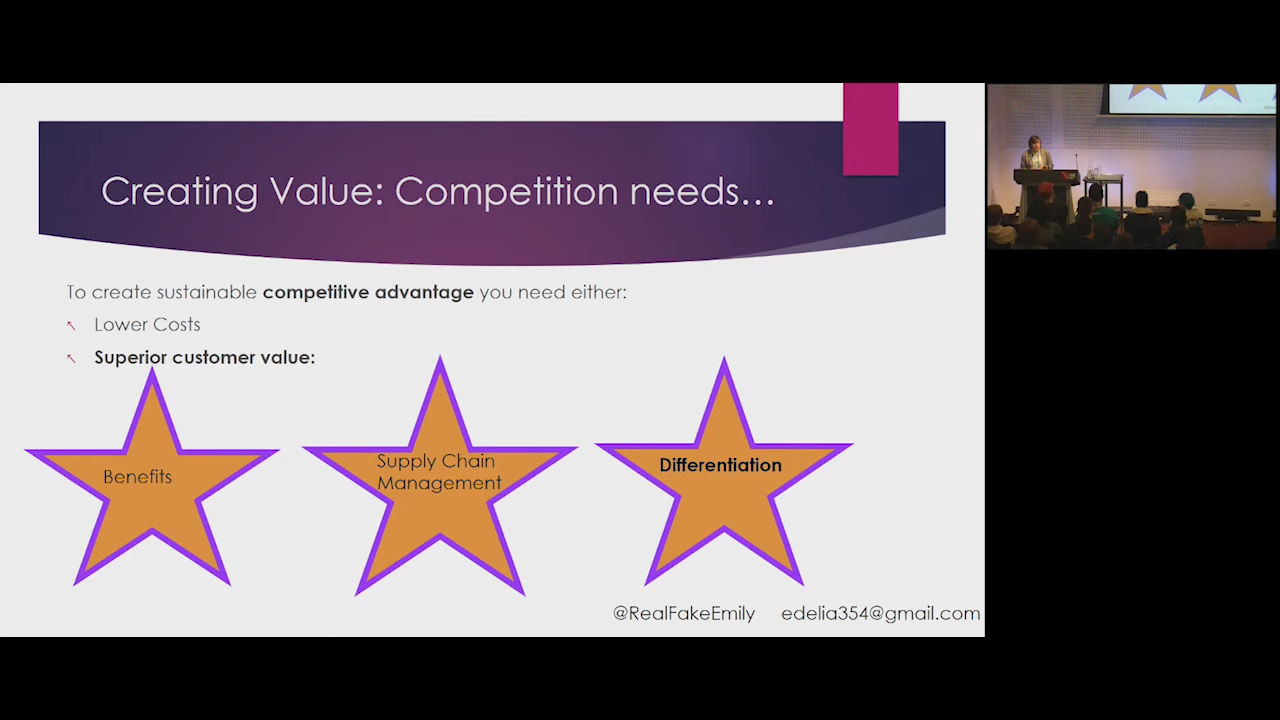 Creating Value: Competition needs...
To create sustainable competitive advantage you need either:
Lower Costs
Superior customer value:
Benefits
Supply Chain
Management
Differentiation
@RealFakeEmily edelia354@gmail.com